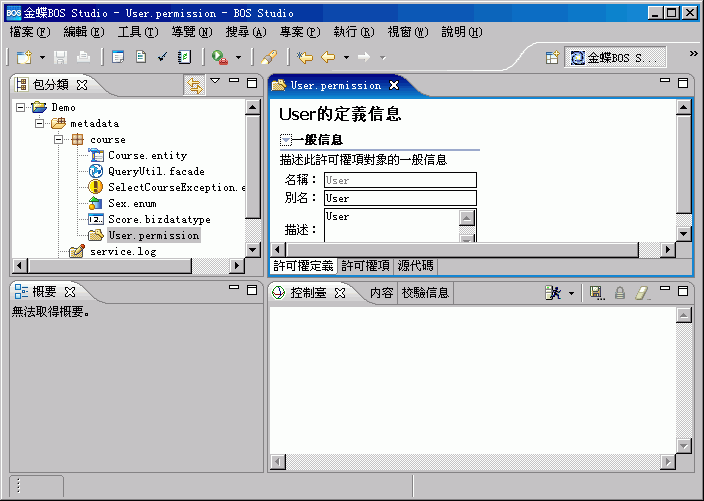 BOS 金蝶BOS Studio - User.permission - BOS Studio
檔案(F) 編輯(E) 工具(T) 導覽(N) 搜尋(A) 專案(P) 執行(R) 視窗(W) 說明(H)
金蝶BOS S...
包分類
Demo
metadata
course
Course.entity
QueryUtil.facade
SelectCourseException.e
Sex.enum
Score.bizdatatype
User.permission
service.log
User.permission
User的定義信息
一般信息
描述此許可權項對象的一般信息
名稱： User
別名： User
描述： User
許可權定義 許可權項 源代碼
概要
無法取得概要。
控制臺 內容 校驗信息